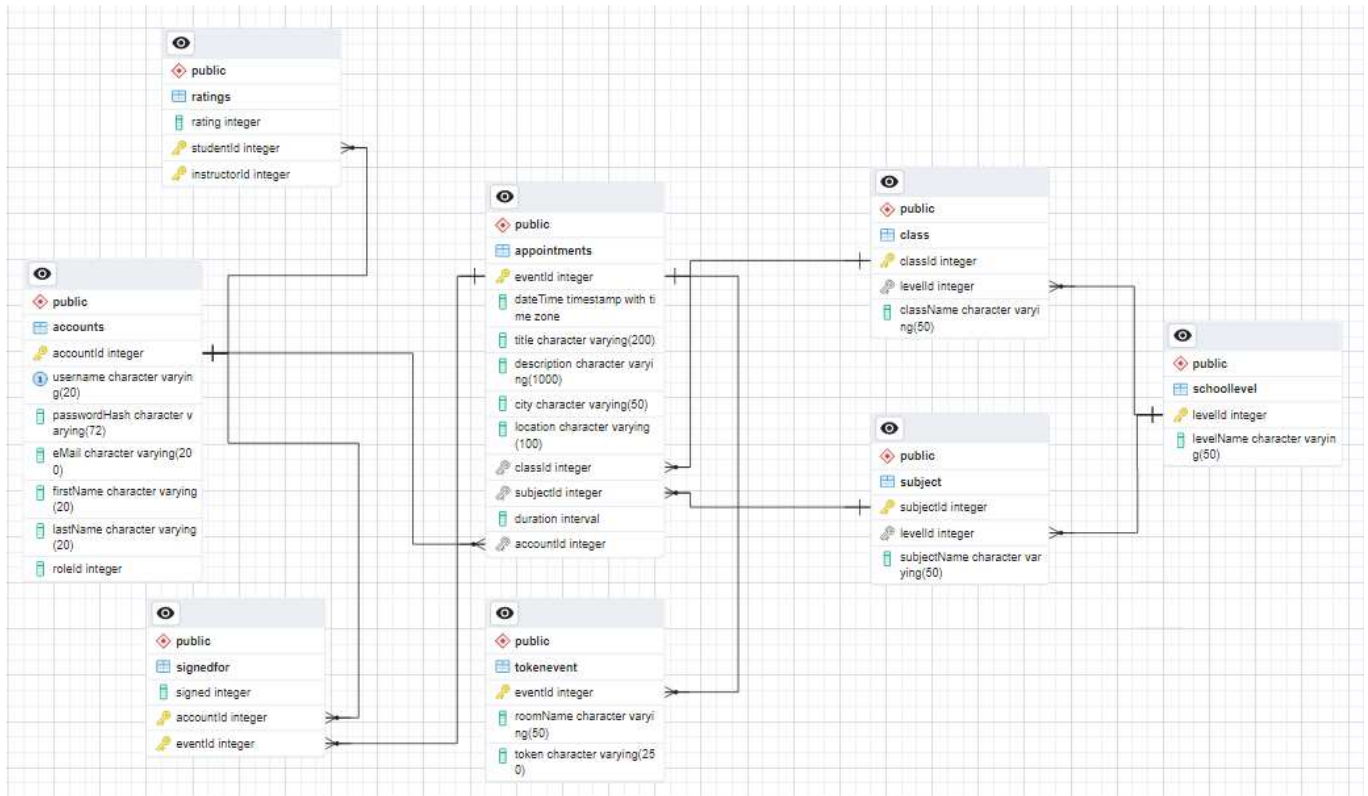 public
ratings
rating integer
studentId integer
instructorId integer
public
accounts
accountId integer
username character varyin
g(20)
passwordHash character v
arying(72)
eMail character varying(20
0)
firstName character varying
(20)
lastName character varying
(20)
roleId integer
public
signedfor
signed integer
accountId integer
eventId integer
public
appointments
eventId integer
dateTime timestamp with ti
me zone
title character varying(200)
description character varyi
ng(1000)
city character varying(50)
location character varying
(100)
classId integer
subjectId integer
duration interval
accountId integer
public
tokenevent
eventId integer
roomName character varyi
ng(50)
token character varying(25
0)
public
class
classId integer
levelId integer
className character varyi
ng(50)
public
subject
subjectId integer
levelId integer
subjectName character var
ying(50)
public
schoollevel
levelId integer
levelName character varyin
g(50)